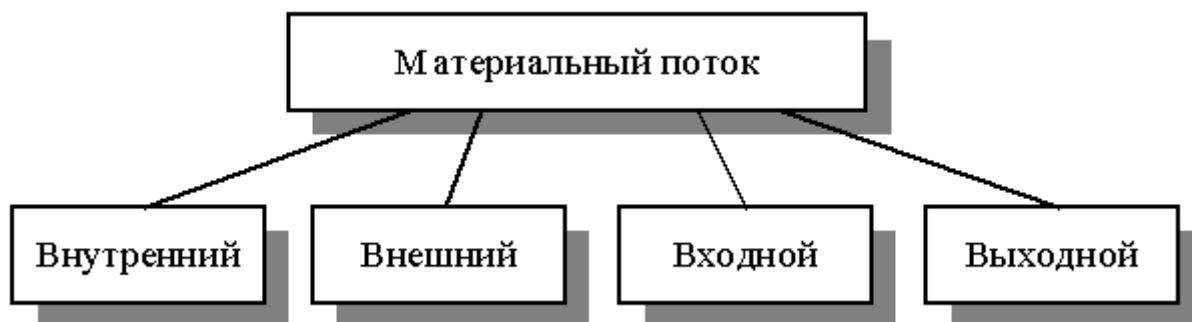 Материальный поток
Внутренний
Внешний
Входной
Выходной